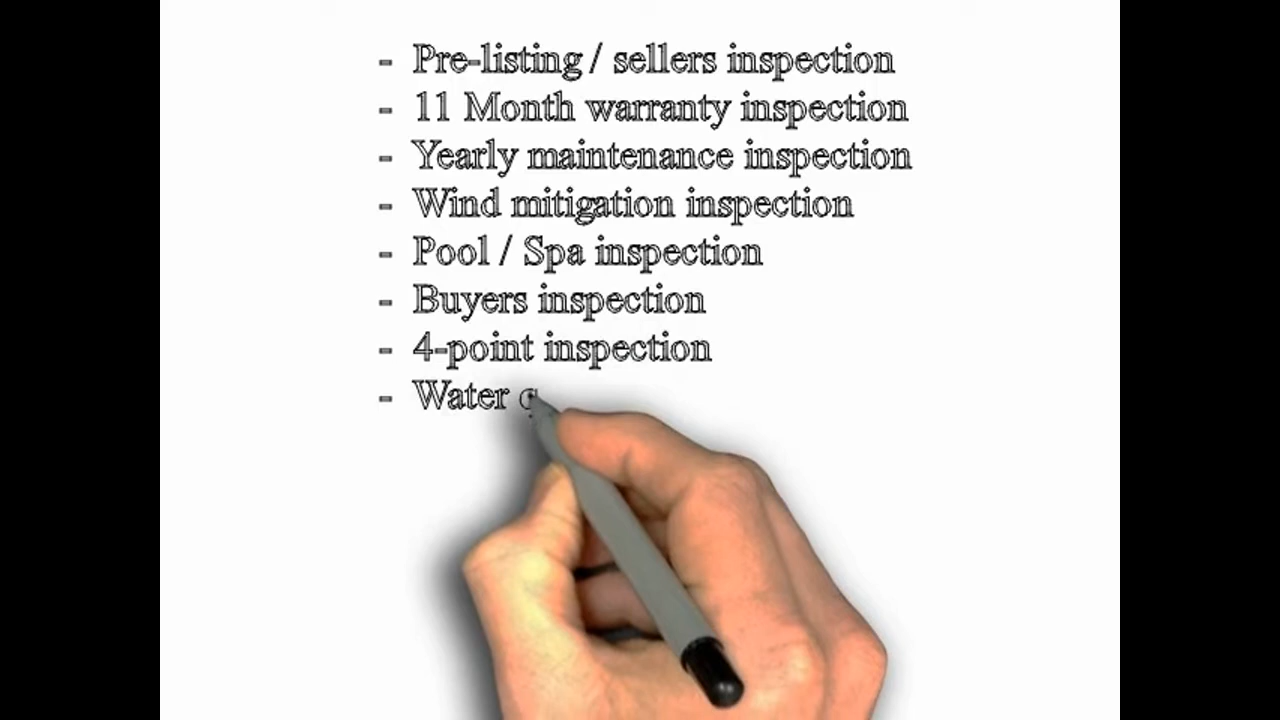 - Pre-listing / sellers inspection
- 11 Month warranty inspection
- Yearly maintenance inspection
- Wind mitigation inspection
- Pool / Spa inspection
- Buyers inspection
- 4-point inspection
- Water